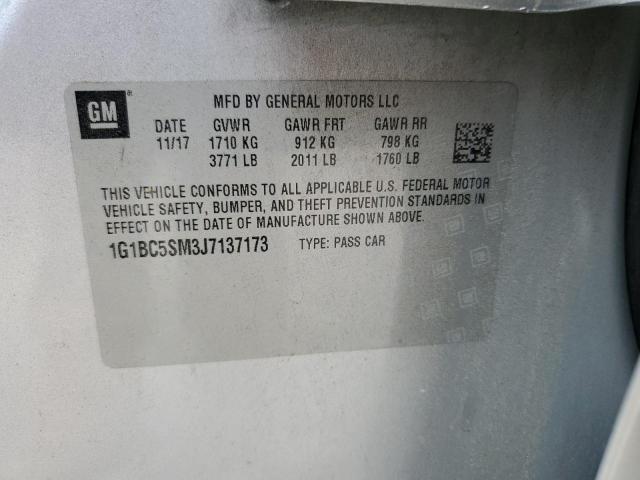 GM ®
MFD BY GENERAL MOTORS LLC
DATE GVWR GAWR FRT GAWR RR
11/17 1710 KG 912 KG 798 KG
3771 LB 2011 LB 1760 LB
THIS VEHICLE CONFORMS TO ALL APPLICABLE U.S. FEDERAL MOTOR
VEHICLE SAFETY, BUMPER, AND THEFT PREVENTION STANDARDS IN
EFFECT ON THE DATE OF MANUFACTURE SHOWN ABOVE.
1G1BC5SM3J7137173 TYPE: PASS CAR